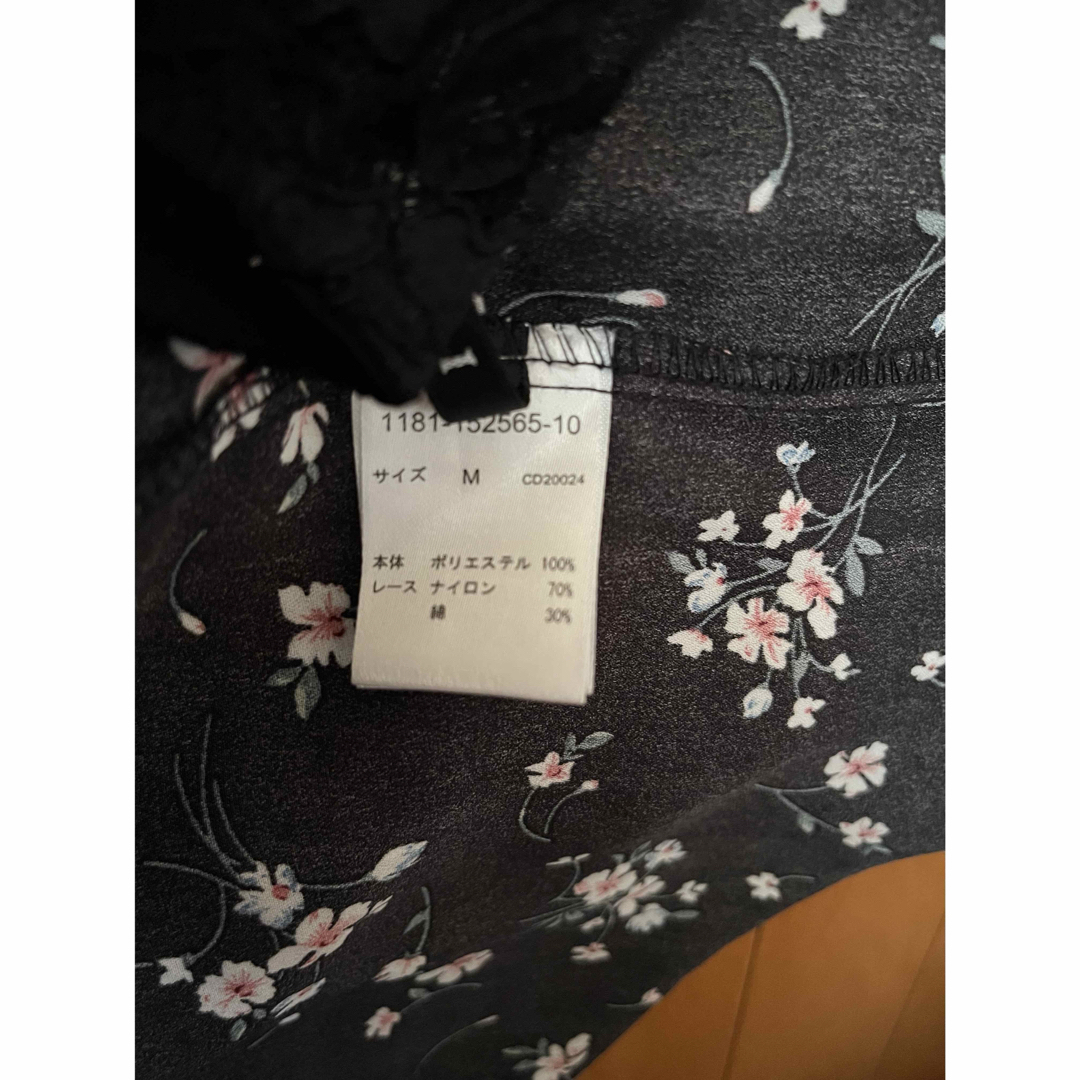 1181-152565-10
サイズ M CD20024
本体 ポリエステル 100%
レース ナイロン 70%
綿 30%